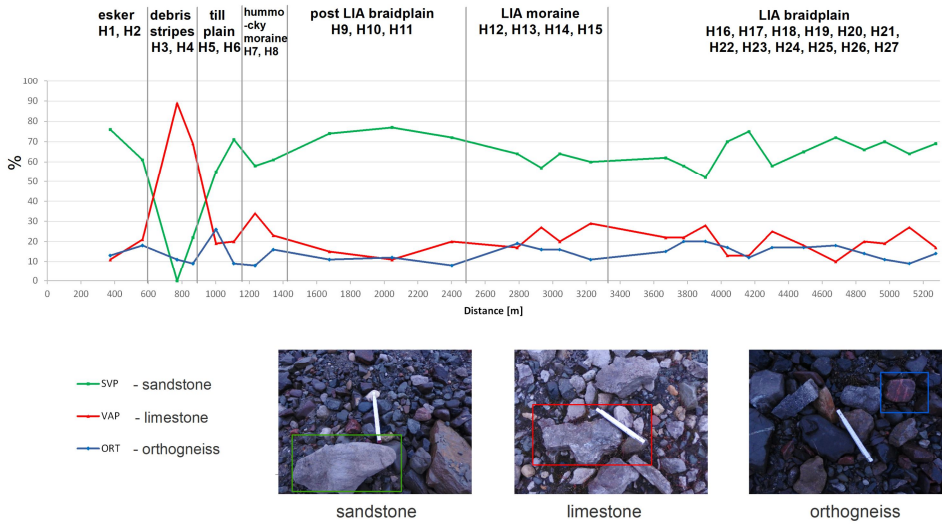 esker
H1, H2
debris
stripes
H3, H4
till
plain
H5, H6
hummo
-cky
moraine
H7, H8
post LIA braidplain
H9, H10, H11
LIA moraine
H12, H13, H14, H15
LIA braidplain
H16, H17, H18, H19, H20, H21,
H22, H23, H24, H25, H26, H27
100
90
80
70
60
50
40
30
20
10
0
%
0 200 400 600 800 1000 1200 1400 1600 1800 2000 2200 2400 2600 2800 3000 3200 3400 3600 3800 4000 4200 4400 4600 4800 5000 5200
Distance [m]
SVP - sandstone
VAP - limestone
ORT - orthogneiss
sandstone
limestone
orthogneiss